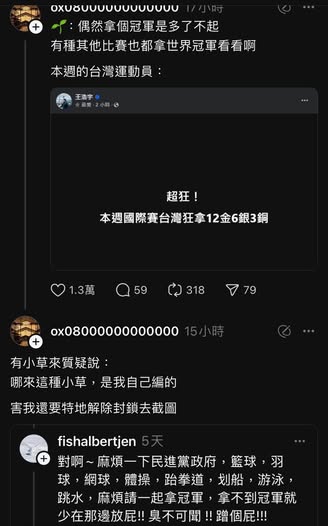 ox08000000000000 17小時
🌱：偶然拿個冠軍是多了不起
有種其他比賽也都拿世界冠軍看看啊
本週的台灣運動員：
王浩宇
2 小時
超狂！
本週國際賽台灣狂拿12金6銀3銅
1.3萬 59 318 79
ox08000000000000 15小時
有小草來質疑說：
哪來這種小草，是我自己編的
害我還要特地解除封鎖去截圖
fishalbertjen 5天
對啊～麻煩一下民進黨政府，籃球，羽
球，網球，體操，跆拳道，划船，游泳，
跳水，麻煩請一起拿冠軍，拿不到冠軍就
少在那邊放屁!! 臭不可聞 !! 蹭個屁!!!